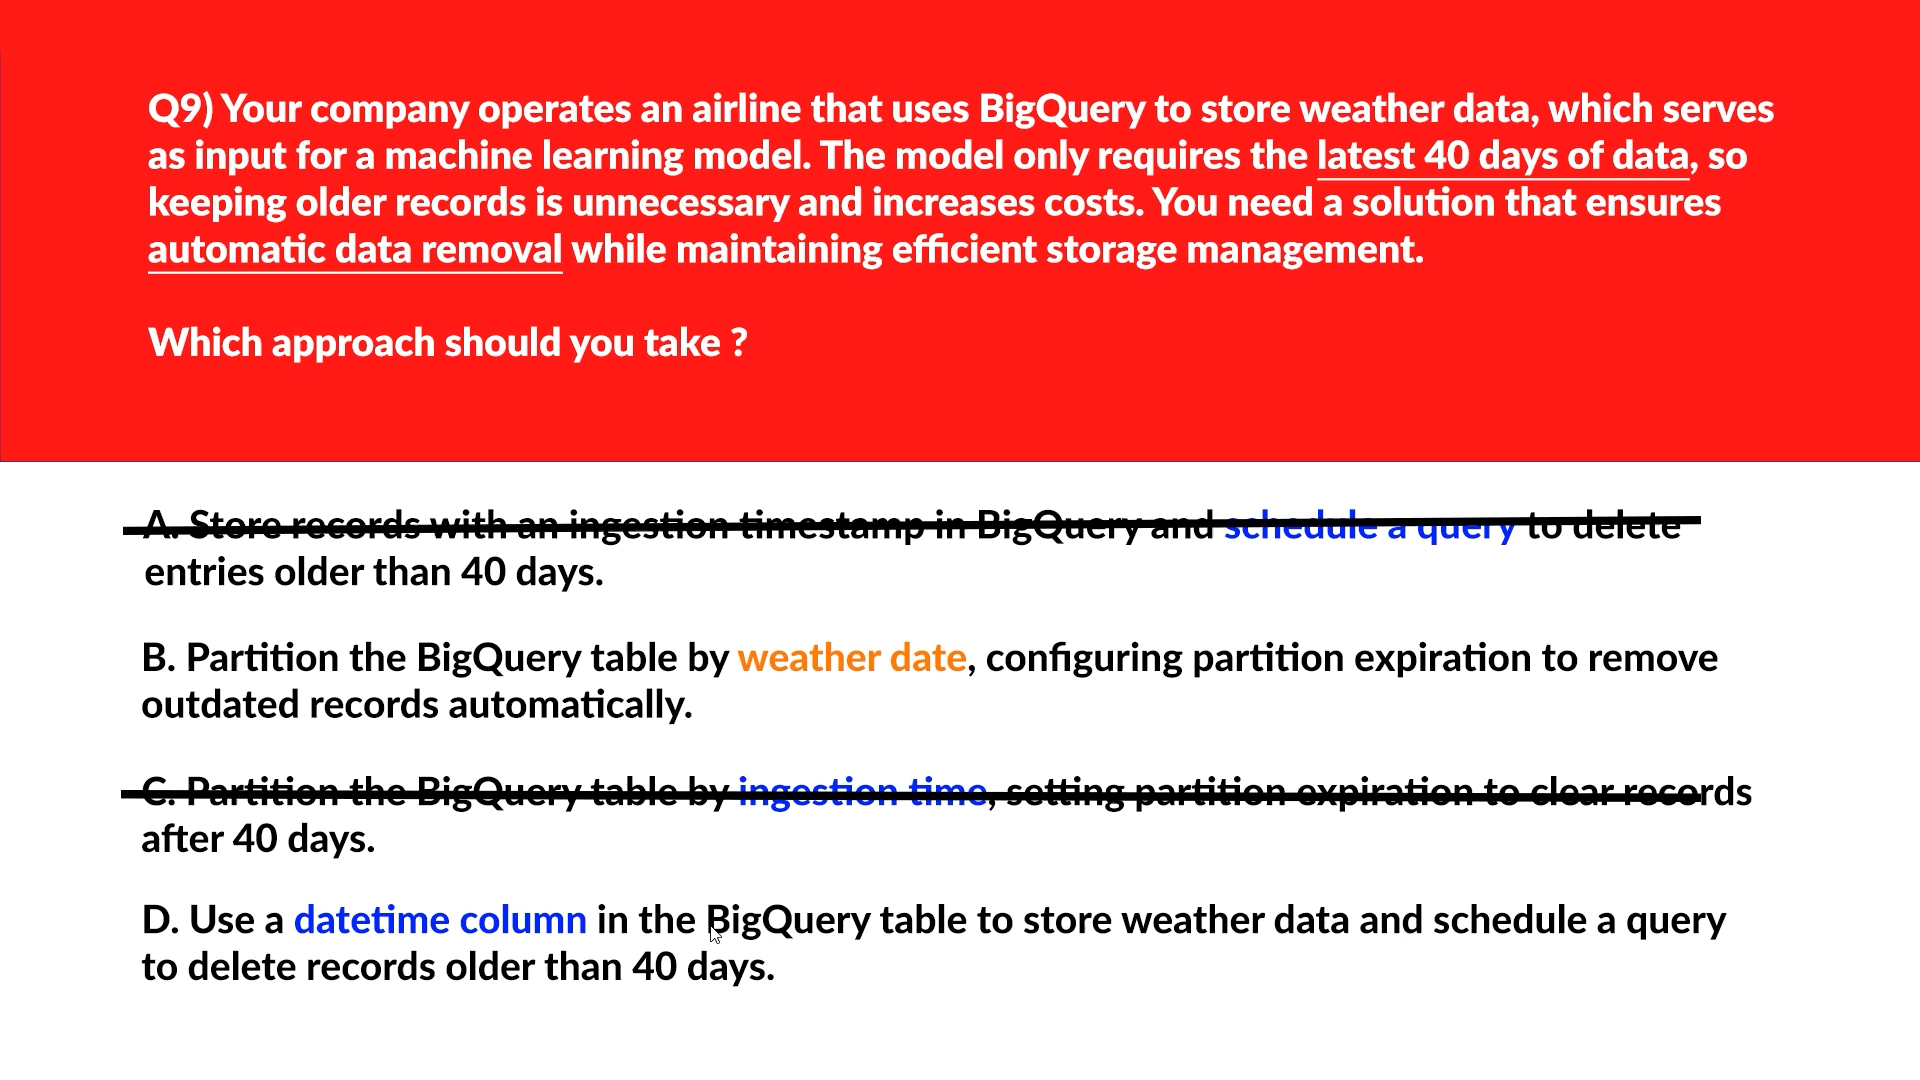 Q9) Your company operates an airline that uses BigQuery to store weather data, which serves
as input for a machine learning model. The model only requires the latest 40 days of data, so
keeping older records is unnecessary and increases costs. You need a solution that ensures
automatic data removal while maintaining efficient storage management.
Which approach should you take ?
A. Store records with an ingestion timestamp in BigQuery and schedule a query to delete
entries older than 40 days.
B. Partition the BigQuery table by weather date, configuring partition expiration to remove
outdated records automatically.
C. Partition the BigQuery table by ingestion time, setting partition expiration to clear records
after 40 days.
D. Use a datetime column in the BigQuery table to store weather data and schedule a query
to delete records older than 40 days.